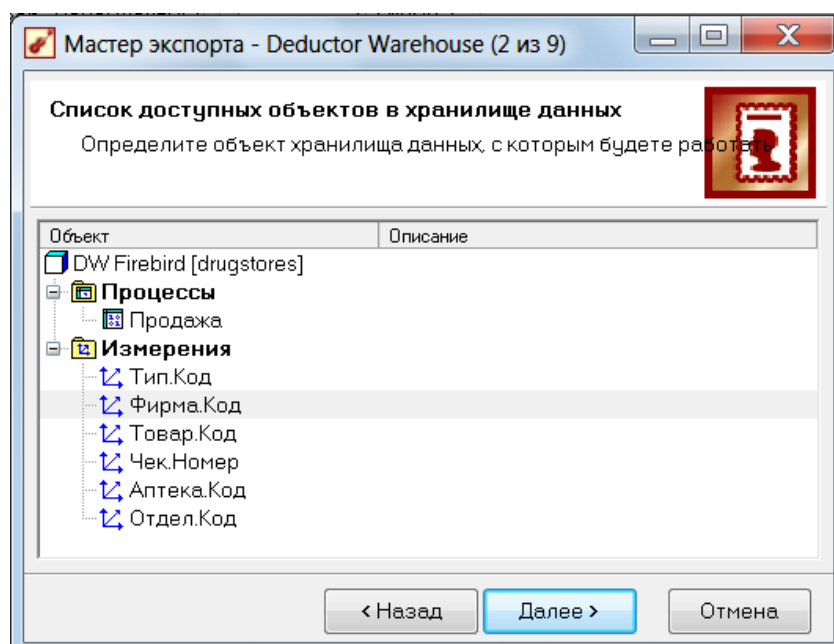 Мастер экспорта - Deductor Warehouse (2 из 9)
Список доступных объектов в хранилище данных
Определите объект хранилища данных, с которым будете работать
Объект Описание
DW Firebird [drugstores]
Процессы
Продажа
Измерения
Тип.Код
Фирма.Код
Товар.Код
Чек.Номер
Аптека.Код
Отдел.Код
< Назад Далее > Отмена